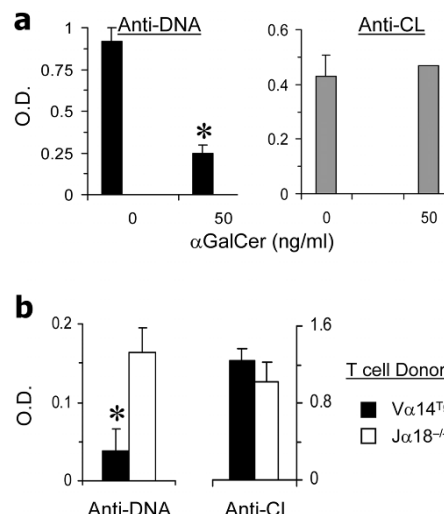 a
Anti-DNA
Anti-CL
O.D.
1
0.75
0.5
0.25
0
*
0.6
0.4
0.2
0
0 50
0 50
αGalCer (ng/ml)
b
O.D.
0.2
0.1
0
*
1.6
0.8
0
Anti-DNA
Anti-CL
T cell Donor
Vα14
Jα18⁻/